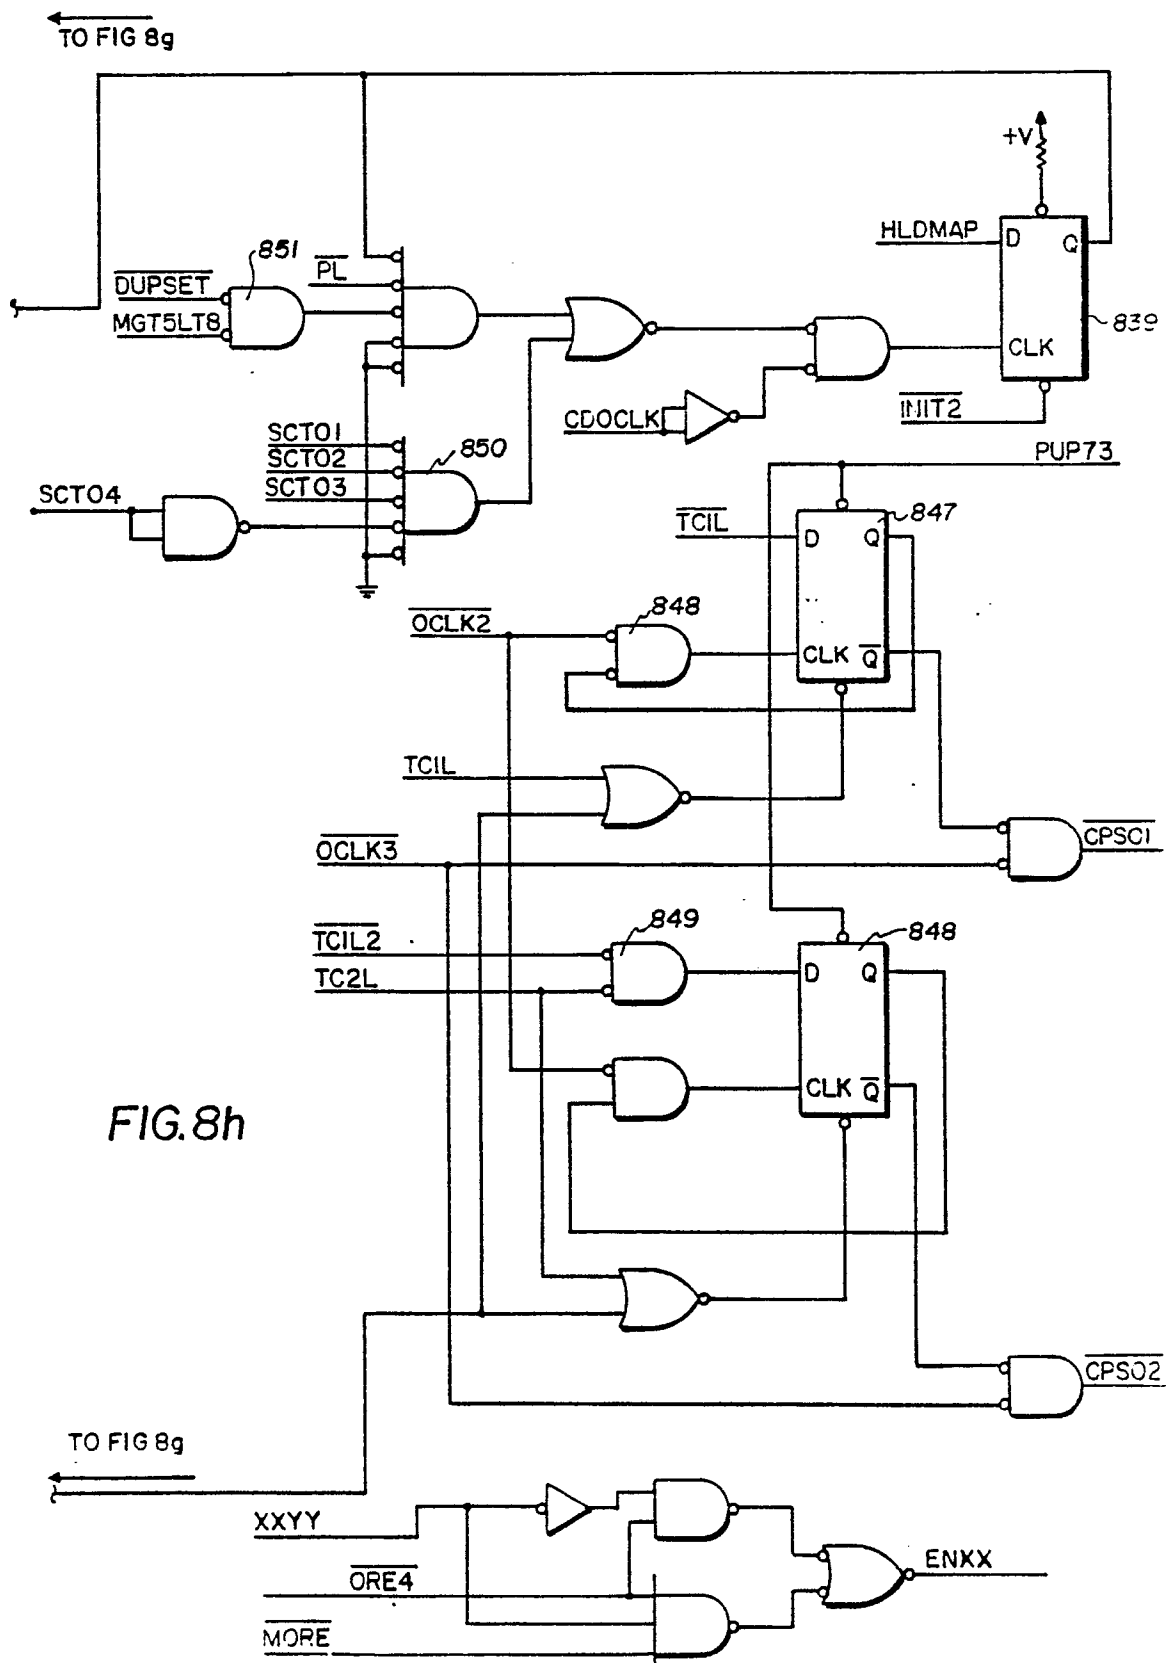 TO FIG 8g
+V
HLDMAP
D
Q
CLK
839
INIT2
851
DUPSET
MGT5LT8
PL
CDOCLK
SCT01
SCT02
SCT03
850
SCT04
PUP73
847
TCIL
D
Q
CLK
Q
OCLK2
848
TCIL
OCLK3
CPSO1
TCIL2
TC2L
849
848
D
Q
CLK
Q
FIG. 8h
CPSO2
TO FIG 8g
XXYY
ORE4
MORE
ENXX